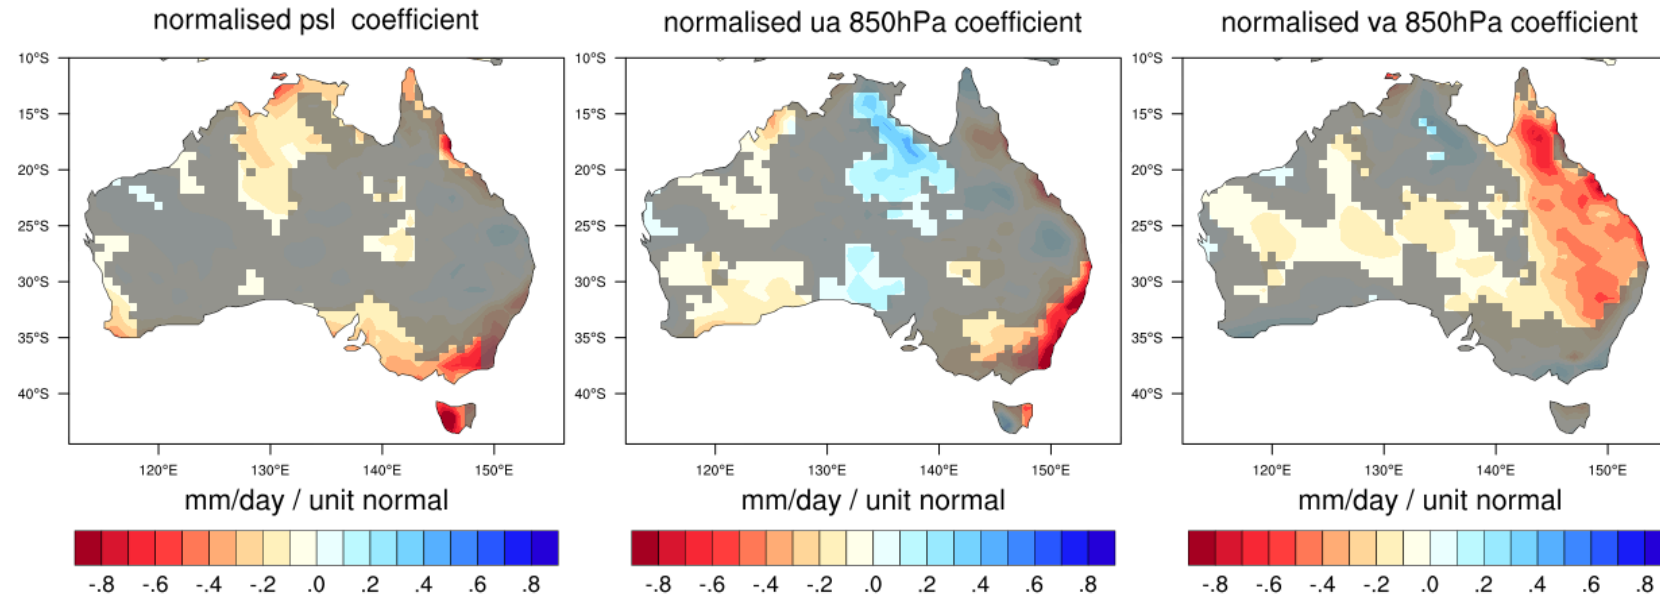 normalised psl  coefficient
normalised ua 850hPa coefficient
normalised va 850hPa coefficient
10°S
15°S
20°S
25°S
30°S
35°S
40°S
10°S
15°S
20°S
25°S
30°S
35°S
40°S
10°S
15°S
20°S
25°S
30°S
35°S
40°S
120°E 130°E 140°E 150°E
120°E 130°E 140°E 150°E
120°E 130°E 140°E 150°E
mm/day / unit normal
mm/day / unit normal
mm/day / unit normal
-.8 -.6 -.4 -.2 .0 .2 .4 .6 .8
-.8 -.6 -.4 -.2 .0 .2 .4 .6 .8
-.8 -.6 -.4 -.2 .0 .2 .4 .6 .8